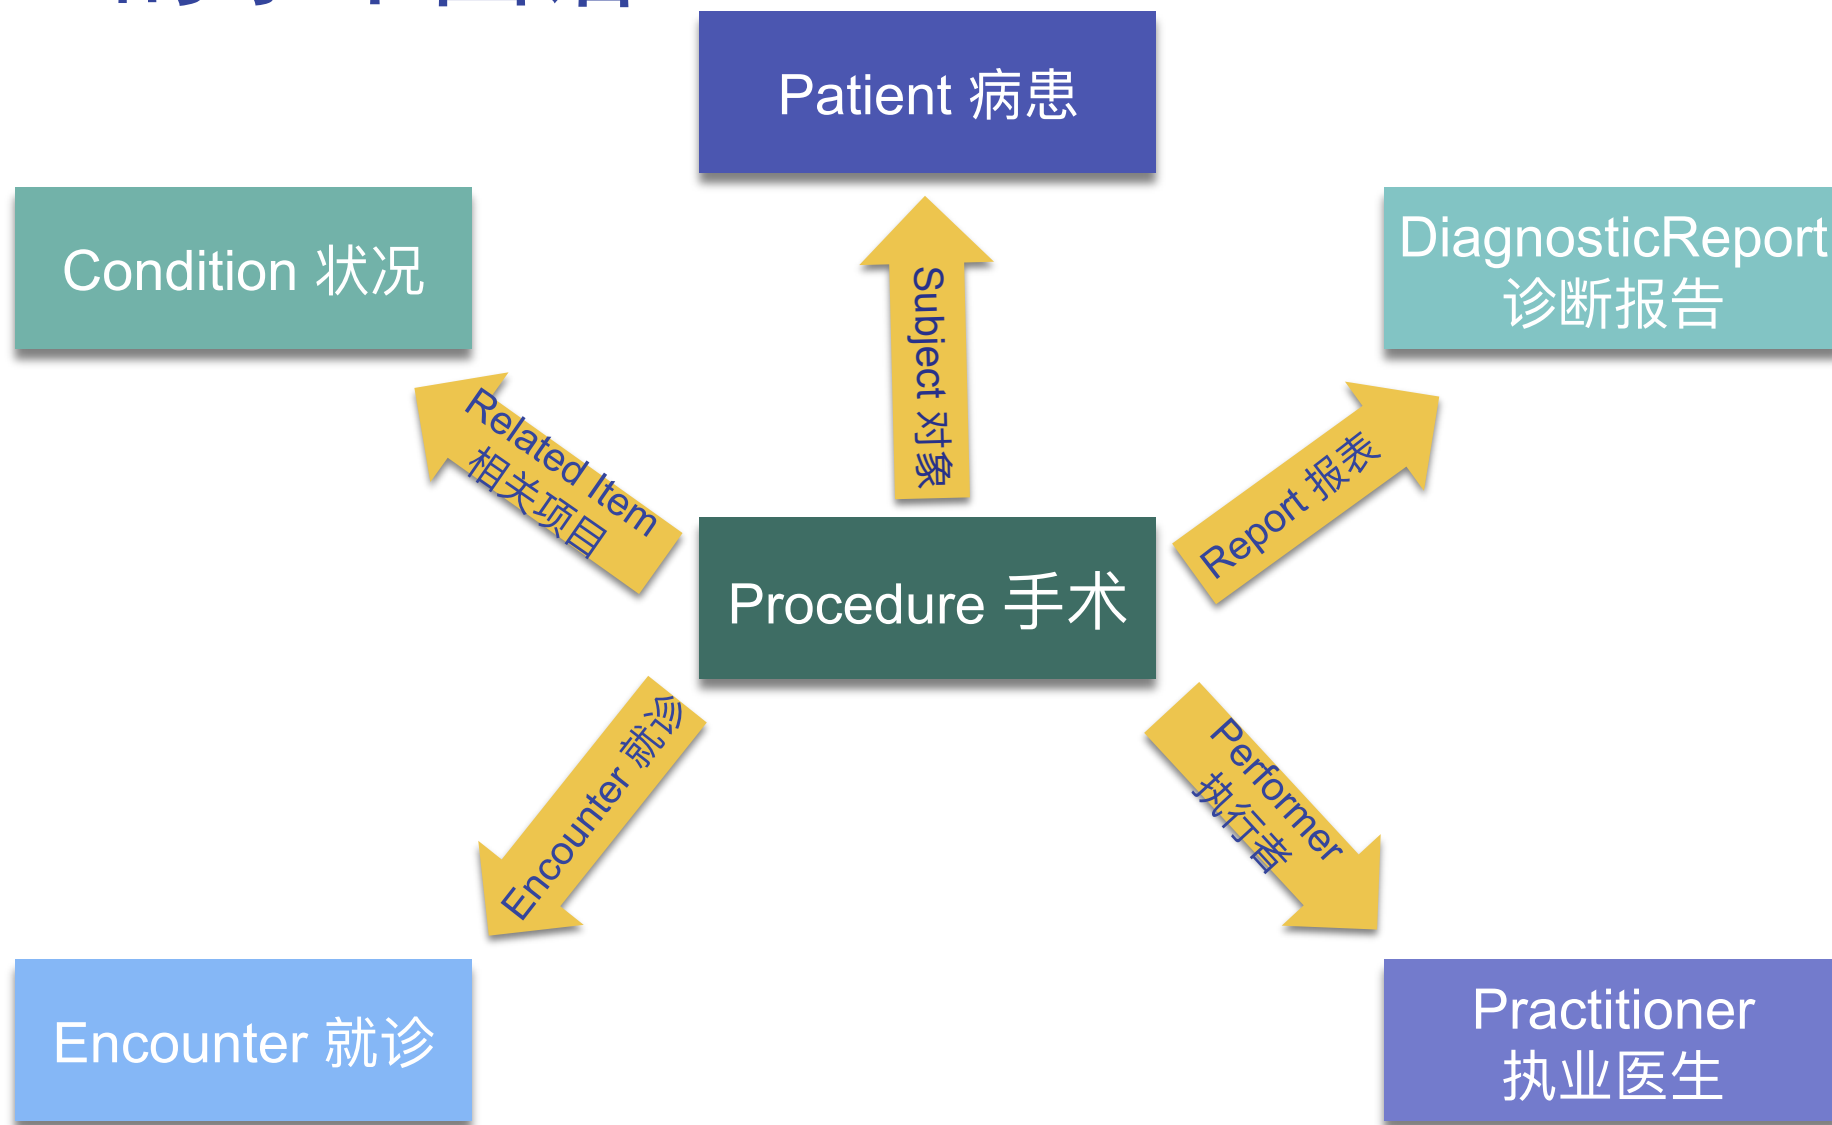 Patient 病患
Condition 状况
DiagnosticReport
诊断报告
Subject 对象
Related Item
相关项目
Report 报表
Procedure 手术
Encounter 就诊
Performer
执行者
Encounter 就诊
Practitioner
执业医生